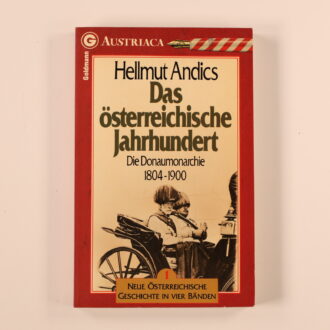 Goldmann
G AUSTRIACA
Hellmut Andics
Das
österreichische
Jahrhundert
Die Donaumonarchie
1804-1900
1
NEUE ÖSTERREICHISCHE
GESCHICHTE IN VIER BÄNDEN